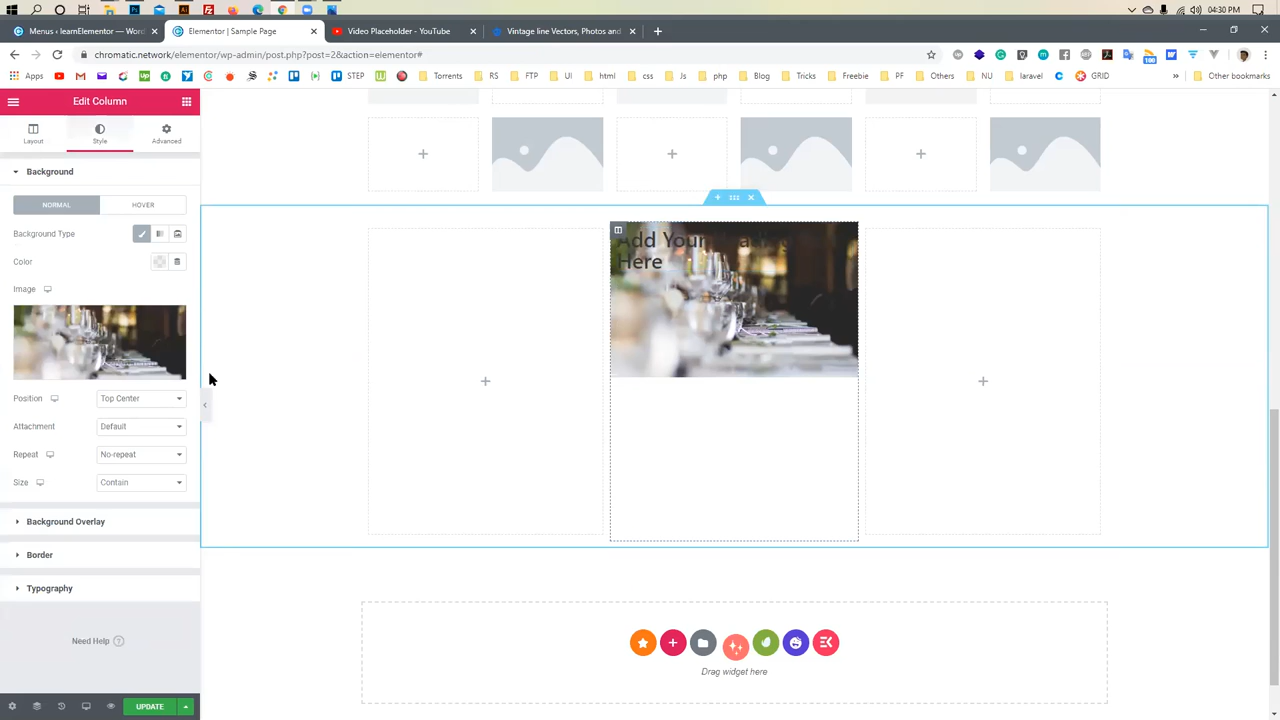 04:30 PM
Menus ‹ learnElementor — Word
Elementor | Sample Page
Video Placeholder - YouTube
Vintage line Vectors, Photos and
chromatic.network/elementor/wp-admin/post.php?post=2&action=elementor#
Apps
Torrents
RS
FTP
UI
html
css
Js
php
Blog
Tricks
Freebie
PF
Others
NU
laravel
GRID
Other bookmarks
STEP
100
Edit Column
Layout
Style
Advanced
Background
NORMAL
HOVER
Background Type
Color
Image
Position
Top Center
Attachment
Default
Repeat
No-repeat
Size
Contain
Background Overlay
Border
Typography
Need Help
UPDATE
Add Your
Here
Drag widget here